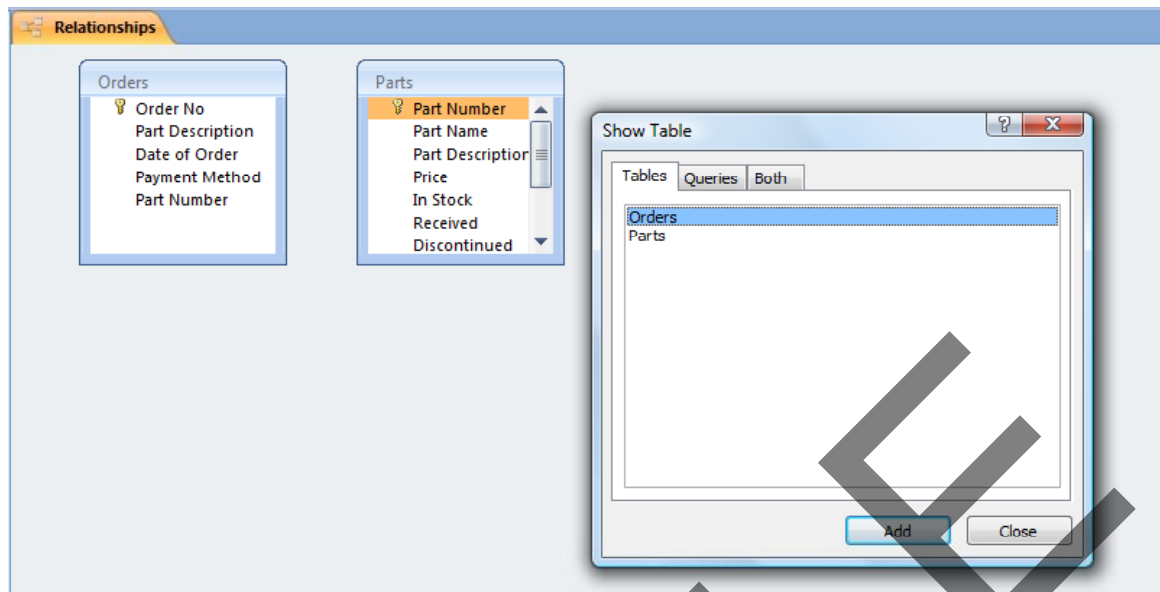 Relationships
Orders
Order No
Part Description
Date of Order
Payment Method
Part Number
Parts
Part Number
Part Name
Part Description
Price
In Stock
Received
Discontinued
Show Table
?
X
Tables Queries Both
Orders
Parts
Add Close
E